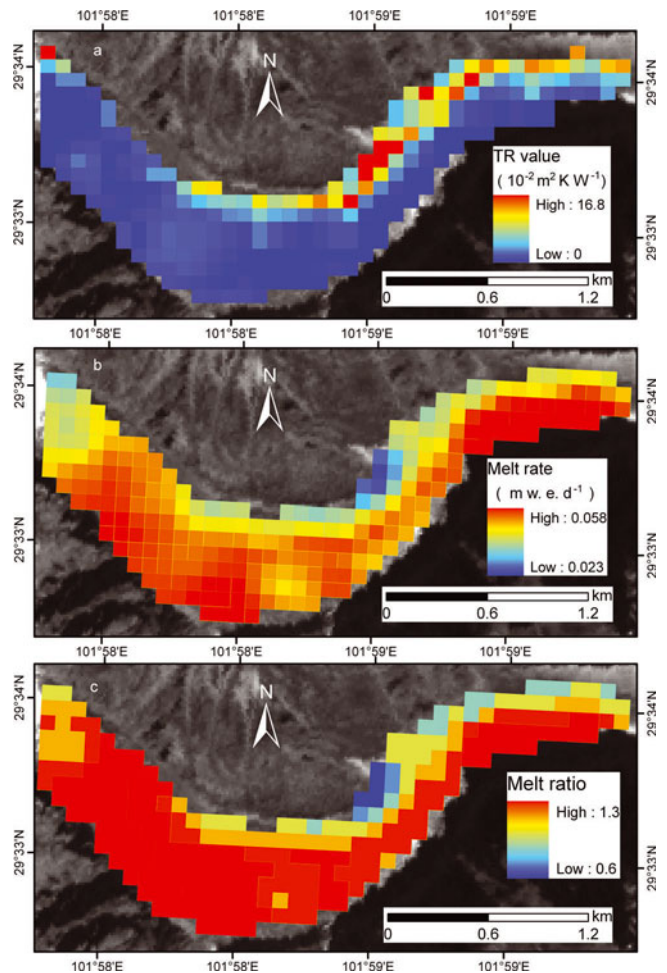 101°58'E 101°58'E 101°59'E 101°59'E
a
N
29°34'N 29°34'N
29°33'N 29°33'N
TR value
( 10⁻² m² K W⁻¹)
High : 16.8
Low : 0
km
0 0.6 1.2
101°58'E 101°58'E 101°59'E 101°59'E
b
N
29°34'N 29°34'N
29°33'N 29°33'N
Melt rate
( m w. e. d⁻¹)
High : 0.058
Low : 0.023
km
0 0.6 1.2
101°58'E 101°58'E 101°59'E 101°59'E
c
N
29°34'N 29°34'N
29°33'N 29°33'N
Melt ratio
High : 1.3
Low : 0.6
km
0 0.6 1.2
101°58'E 101°58'E 101°59'E 101°59'E